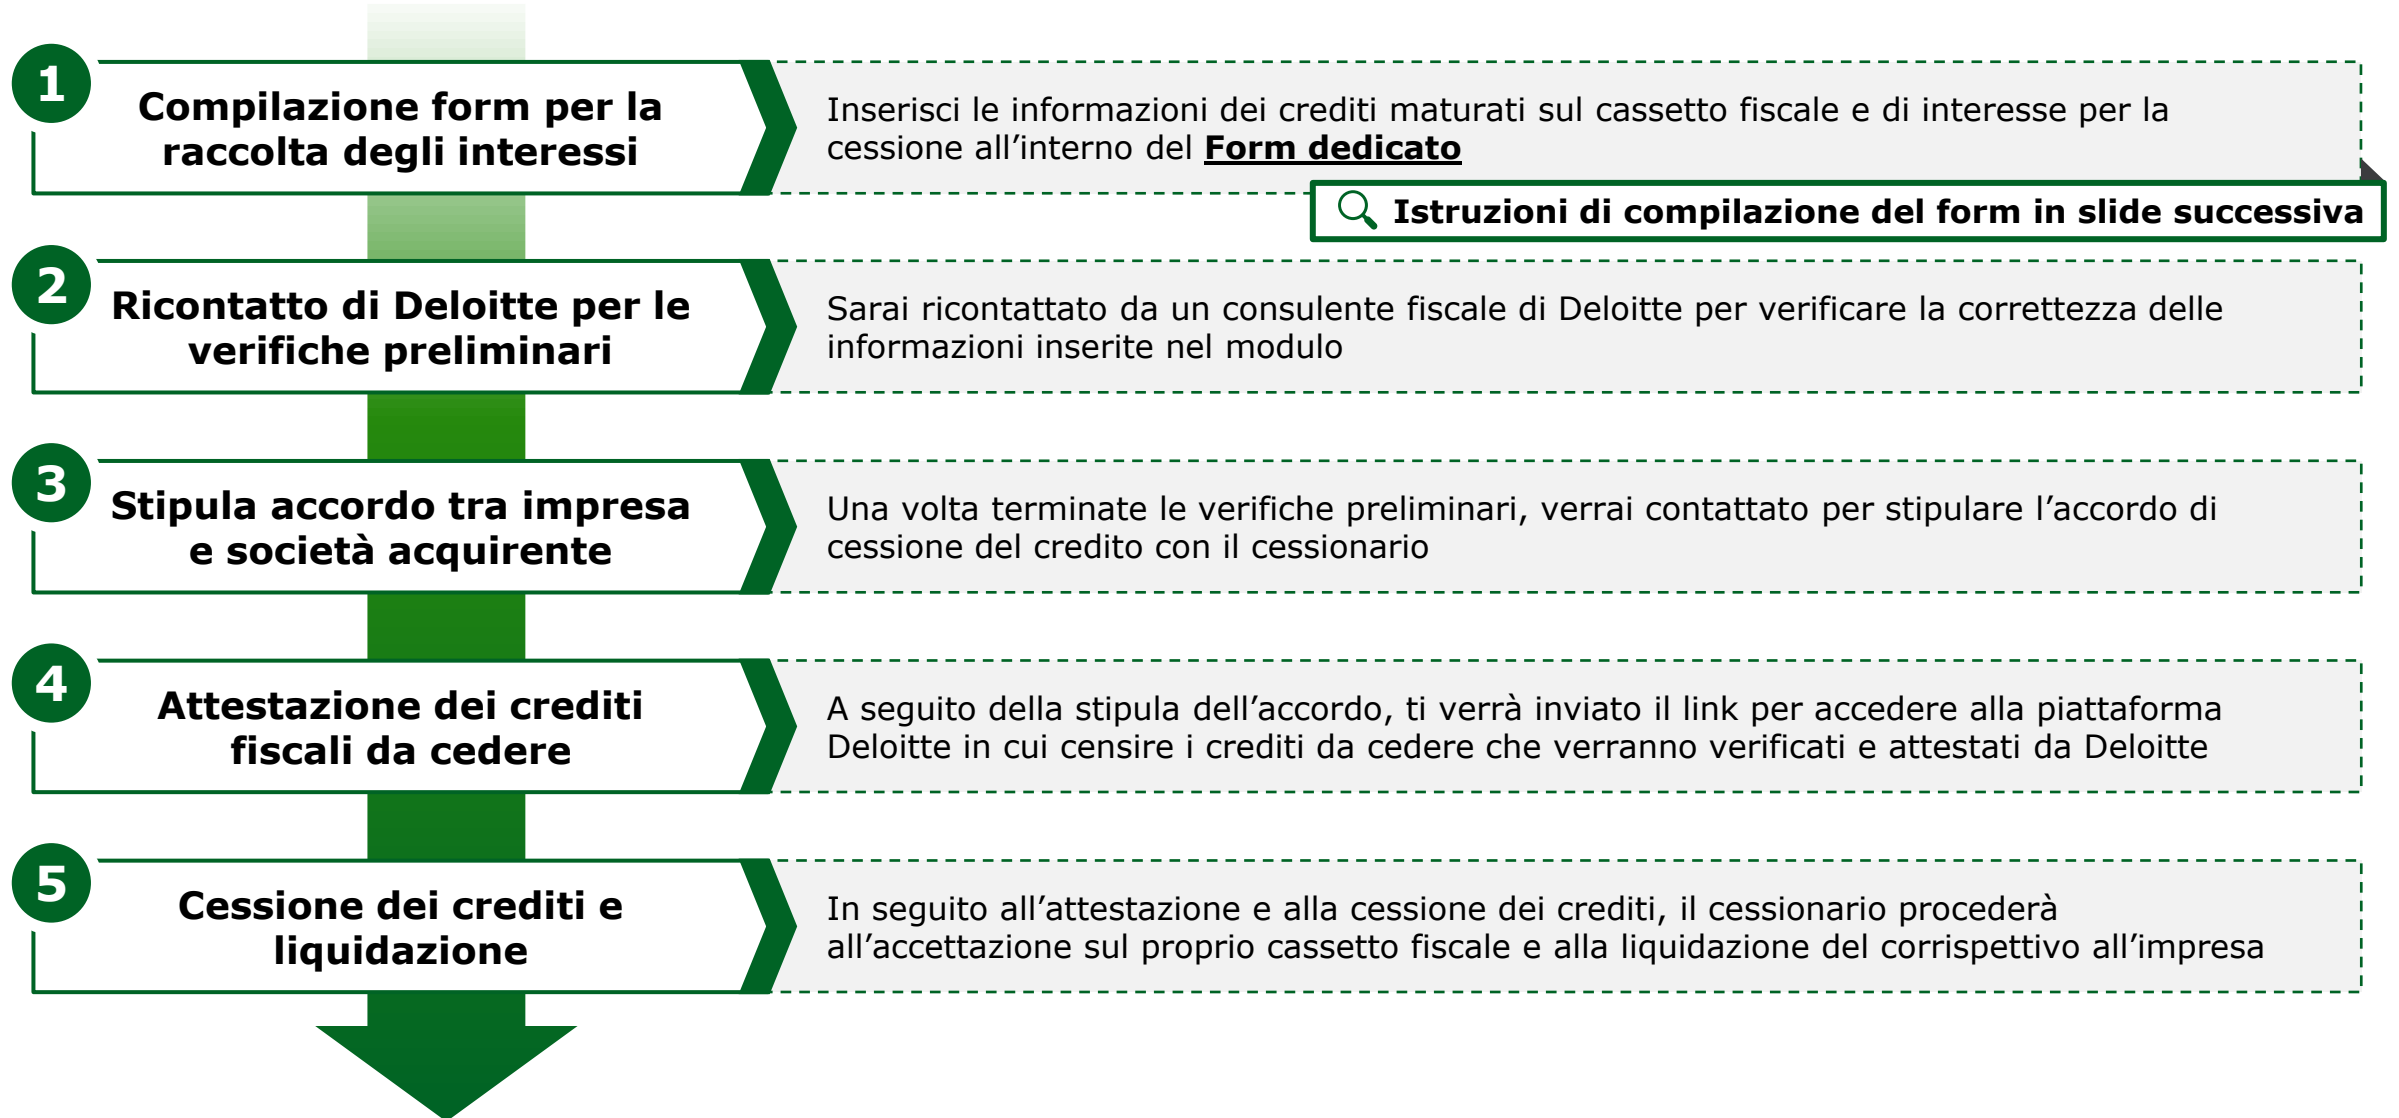 1
Compilazione form per la
raccolta degli interessi
Inserisci le informazioni dei crediti maturati sul cassetto fiscale e di interesse per la
cessione all’interno del Form dedicato
Istruzioni di compilazione del form in slide successiva
2
Ricontatto di Deloitte per le
verifiche preliminari
Sarai ricontattato da un consulente fiscale di Deloitte per verificare la correttezza delle
informazioni inserite nel modulo
3
Stipula accordo tra impresa
e società acquirente
Una volta terminate le verifiche preliminari, verrai contattato per stipulare l’accordo di
cessione del credito con il cessionario
4
Attestazione dei crediti
fiscali da cedere
A seguito della stipula dell’accordo, ti verrà inviato il link per accedere alla piattaforma
Deloitte in cui censire i crediti da cedere che verranno verificati e attestati da Deloitte
5
Cessione dei crediti e
liquidazione
In seguito all’attestazione e alla cessione dei crediti, il cessionario procederà
all’accettazione sul proprio cassetto fiscale e alla liquidazione del corrispettivo all’impresa